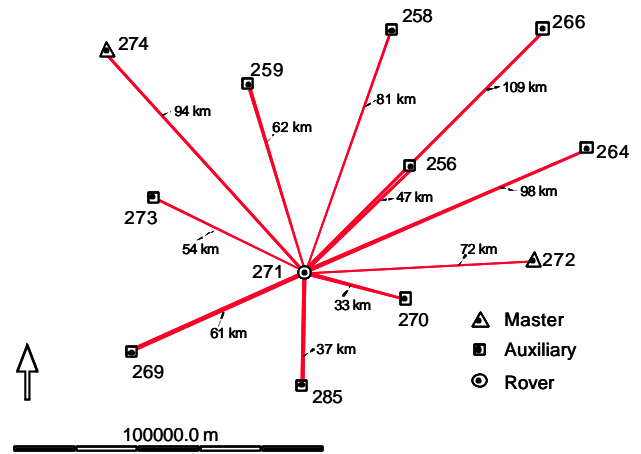 258
266
274
259
109 km
81 km
94 km
62 km
264
256
98 km
47 km
273
54 km
72 km
272
271
33 km
270
Master
61 km
37 km
Auxiliary
269
285
Rover
100000.0 m